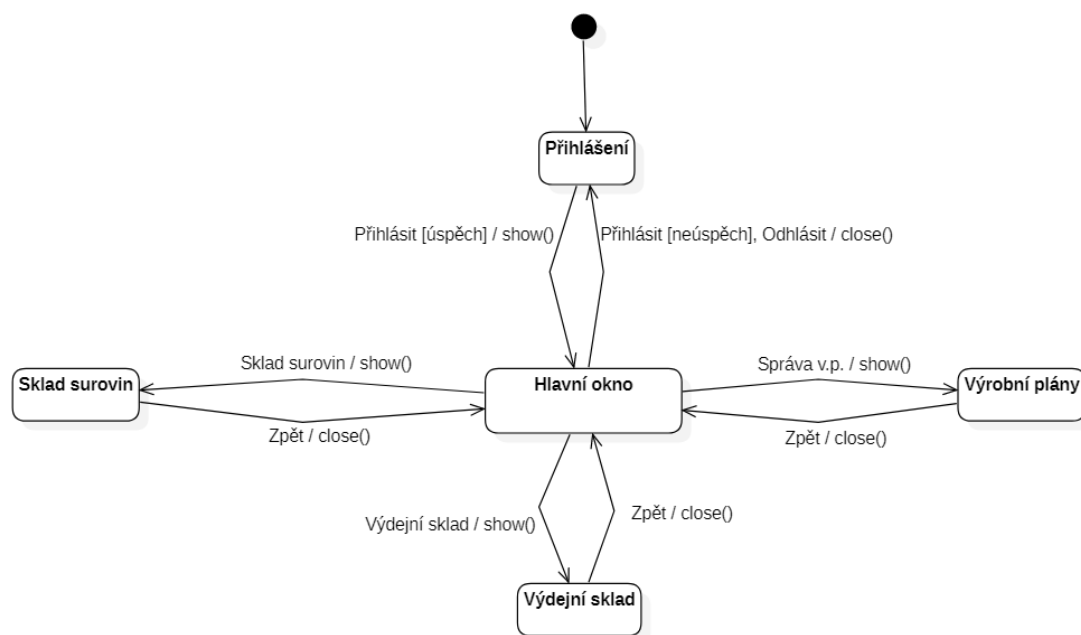 Přihlášení
Přihlásit [úspěch] / show()
Přihlásit [neúspěch], Odhlásit / close()
Sklad surovin / show()
Správa v.p. / show()
Sklad surovin
Hlavní okno
Výrobní plány
Zpět / close()
Zpět / close()
Výdejní sklad / show()
Zpět / close()
Výdejní sklad